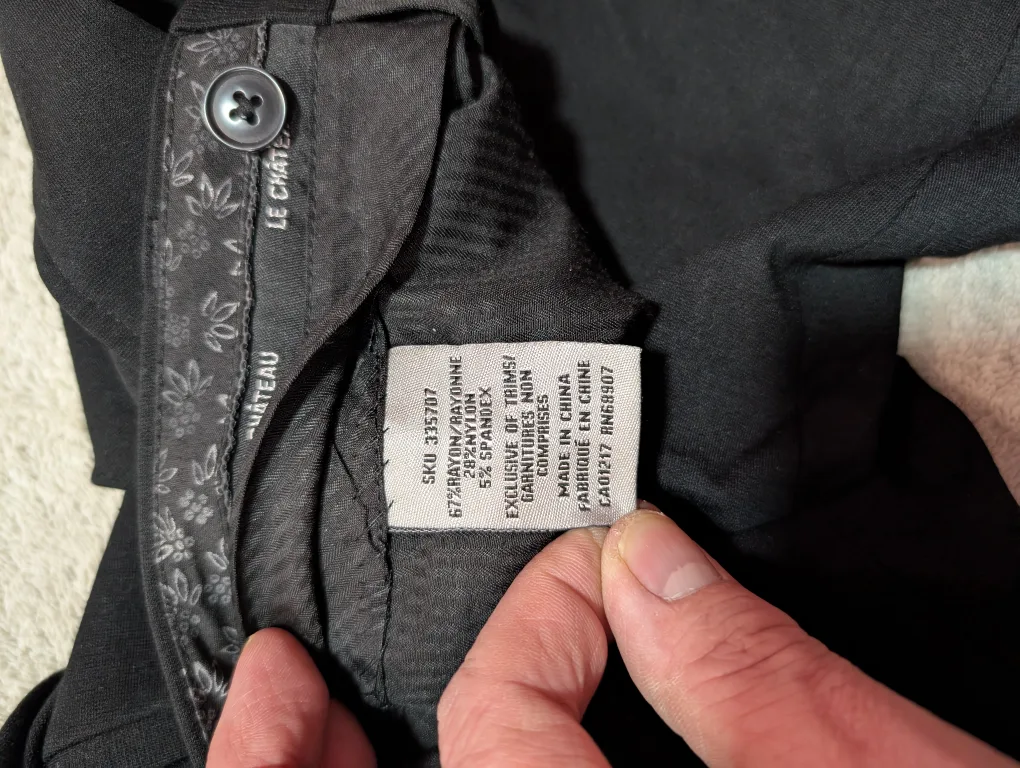 LE CHÂTE
CHÂTEAU
SKU 335707
67%RAYON/RAYONNE
28%NYLON
5% SPANDEX
EXCLUSIVE OF TRIMS/
GARNITURES NON
COMPRISES
MADE IN CHINA
FABRIQUÉ EN CHINE
CA01217 RN68907